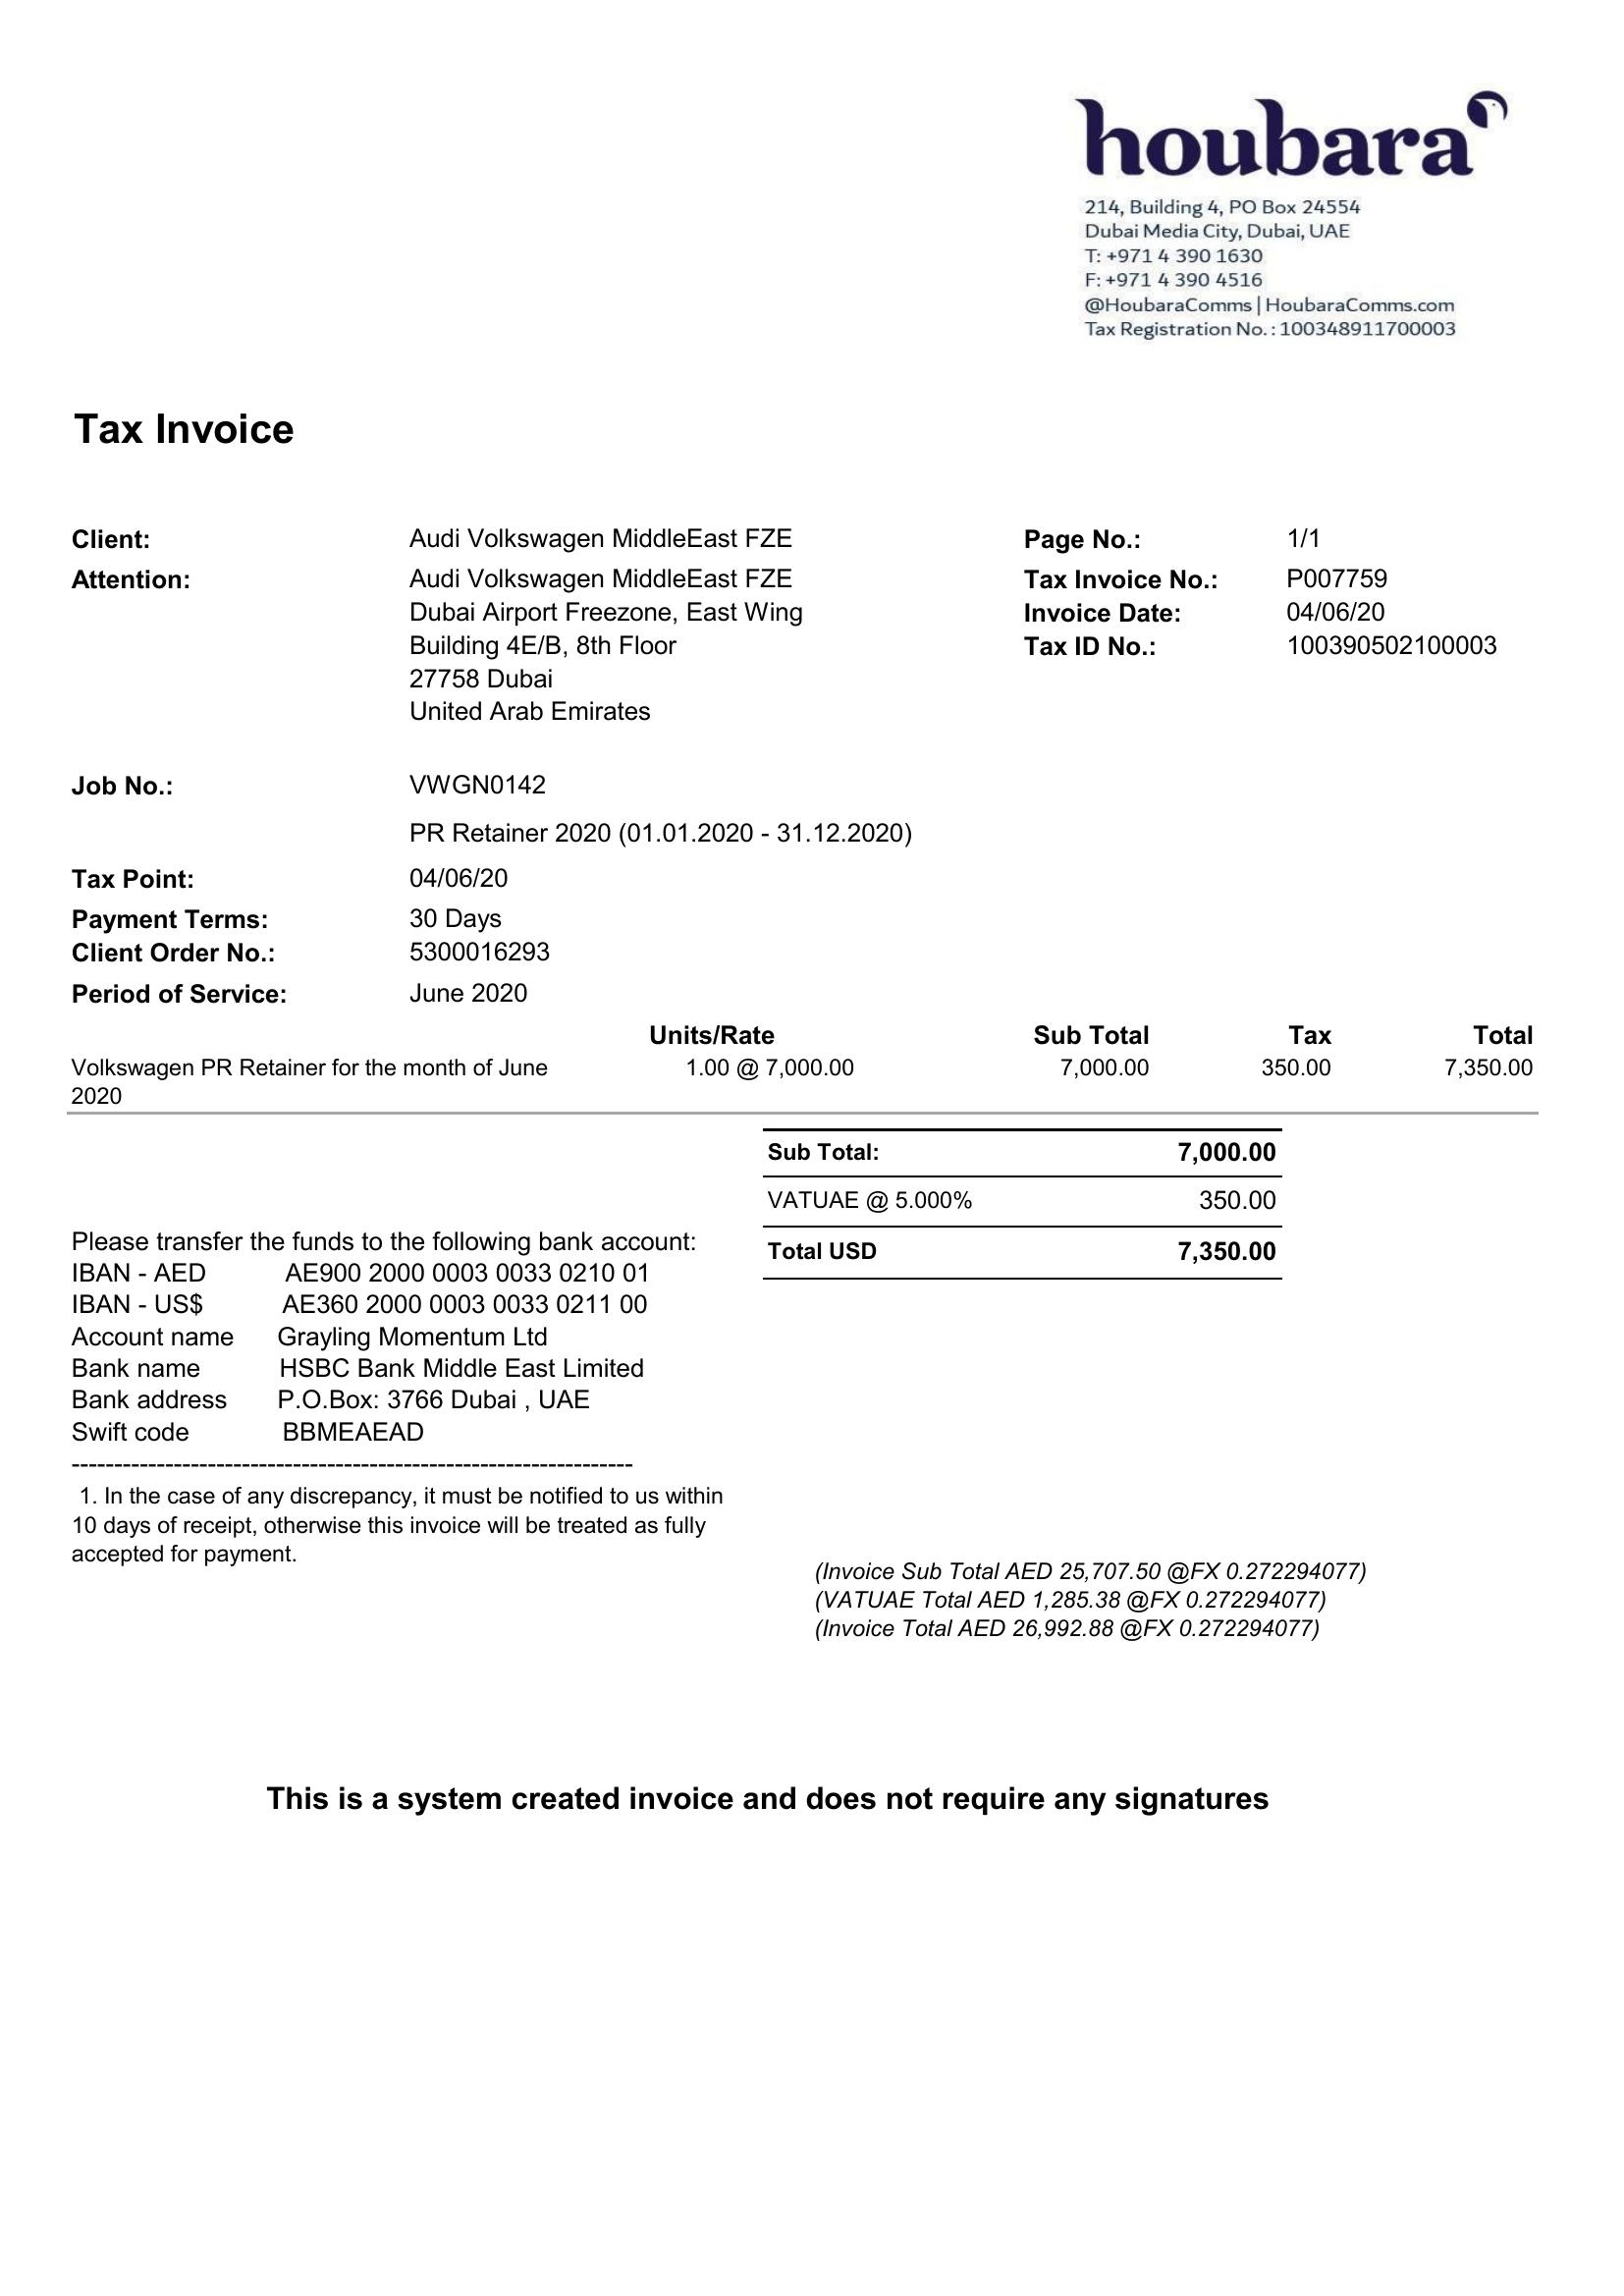 houbara
214, Building 4, PO Box 24554
Dubai Media City, Dubai, UAE
T: +971 4 390 1630
F: +971 4 390 4516
@HoubaraComms | HoubaraComms.com
Tax Registration No. : 100348911700003
Tax Invoice
Client: Audi Volkswagen MiddleEast FZE Page No.: 1/1
Attention: Audi Volkswagen MiddleEast FZE Tax Invoice No.: P007759
Dubai Airport Freezone, East Wing Invoice Date: 04/06/20
Building 4E/B, 8th Floor Tax ID No.: 100390502100003
27758 Dubai
United Arab Emirates
Job No.: VWGN0142
PR Retainer 2020 (01.01.2020 - 31.12.2020)
Tax Point: 04/06/20
Payment Terms: 30 Days
Client Order No.: 5300016293
Period of Service: June 2020
Units/Rate Sub Total Tax Total
Volkswagen PR Retainer for the month of June 1.00 @ 7,000.00 7,000.00 350.00 7,350.00
2020
Sub Total: 7,000.00
VATUAE @ 5.000% 350.00
Total USD 7,350.00
Please transfer the funds to the following bank account:
IBAN - AED AE900 2000 0003 0033 0210 01
IBAN - US$ AE360 2000 0003 0033 0211 00
Account name Grayling Momentum Ltd
Bank name HSBC Bank Middle East Limited
Bank address P.O.Box: 3766 Dubai , UAE
Swift code BBMEAEAD
------------------------------------------------------------------
1. In the case of any discrepancy, it must be notified to us within
10 days of receipt, otherwise this invoice will be treated as fully
accepted for payment.
(Invoice Sub Total AED 25,707.50 @FX 0.272294077)
(VATUAE Total AED 1,285.38 @FX 0.272294077)
(Invoice Total AED 26,992.88 @FX 0.272294077)
This is a system created invoice and does not require any signatures